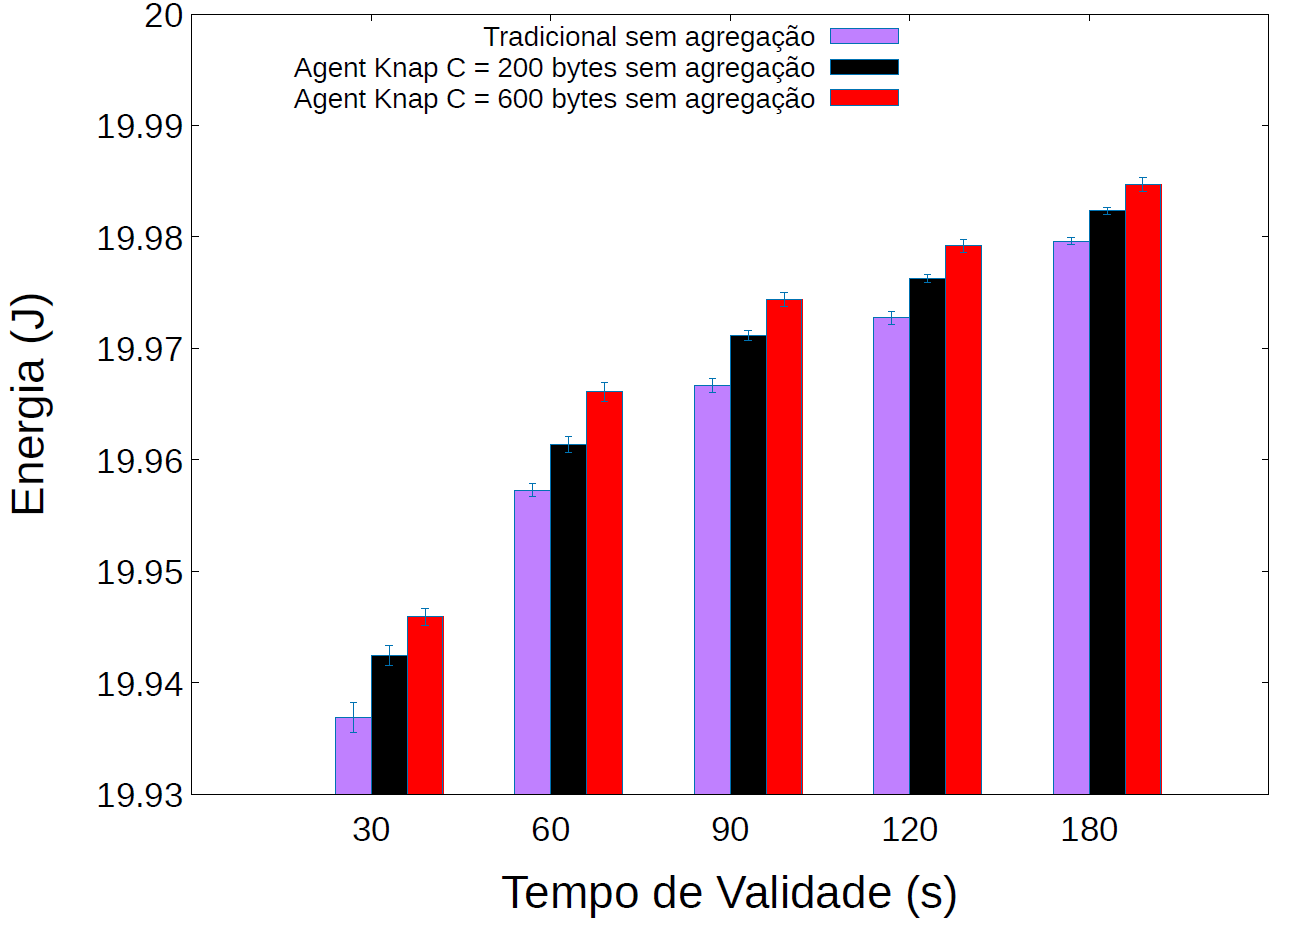 Tradicional sem agregação
Agent Knap C = 200 bytes sem agregação
Agent Knap C = 600 bytes sem agregação
20
19.99
19.98
19.97
19.96
19.95
19.94
19.93
Energia (J)
30 60 90 120 180
Tempo de Validade (s)